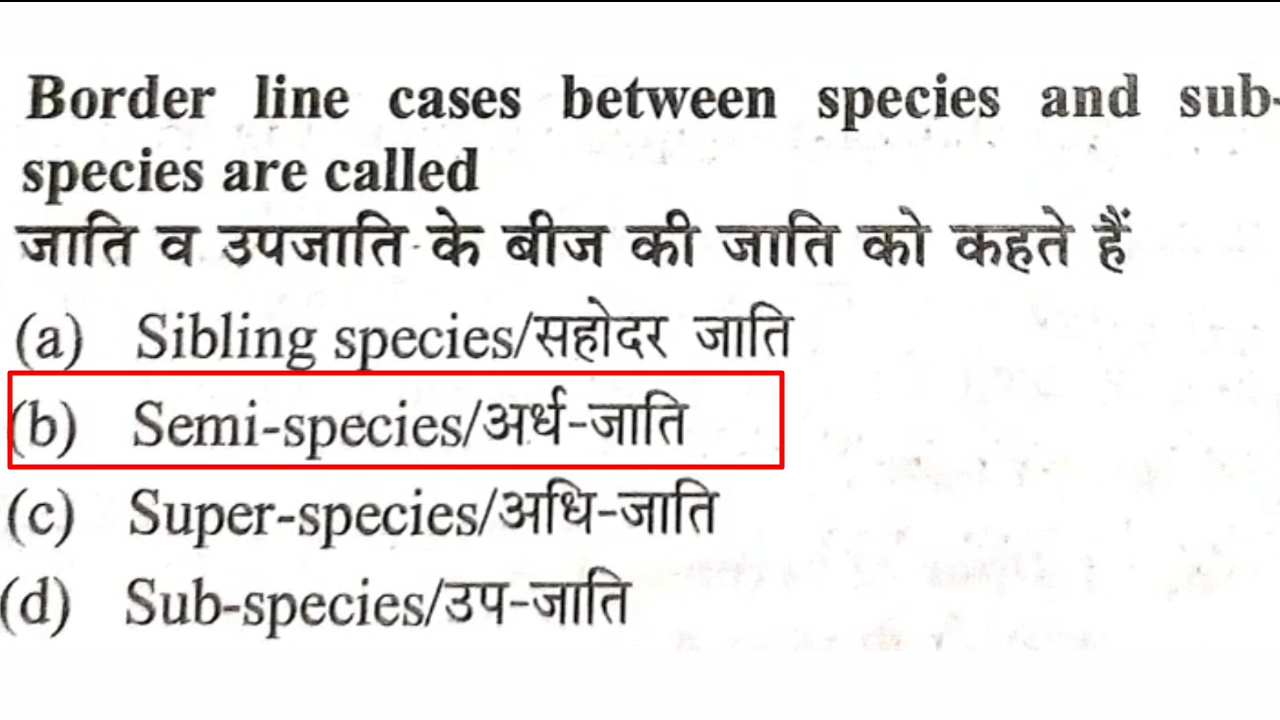 Border line cases between species and sub-
species are called
जाति व उपजाति के बीज की जाति को कहते हैं
(a) Sibling species/सहोदर जाति
(b) Semi-species/अर्ध-जाति
(c) Super-species/अधि-जाति
(d) Sub-species/उप-जाति